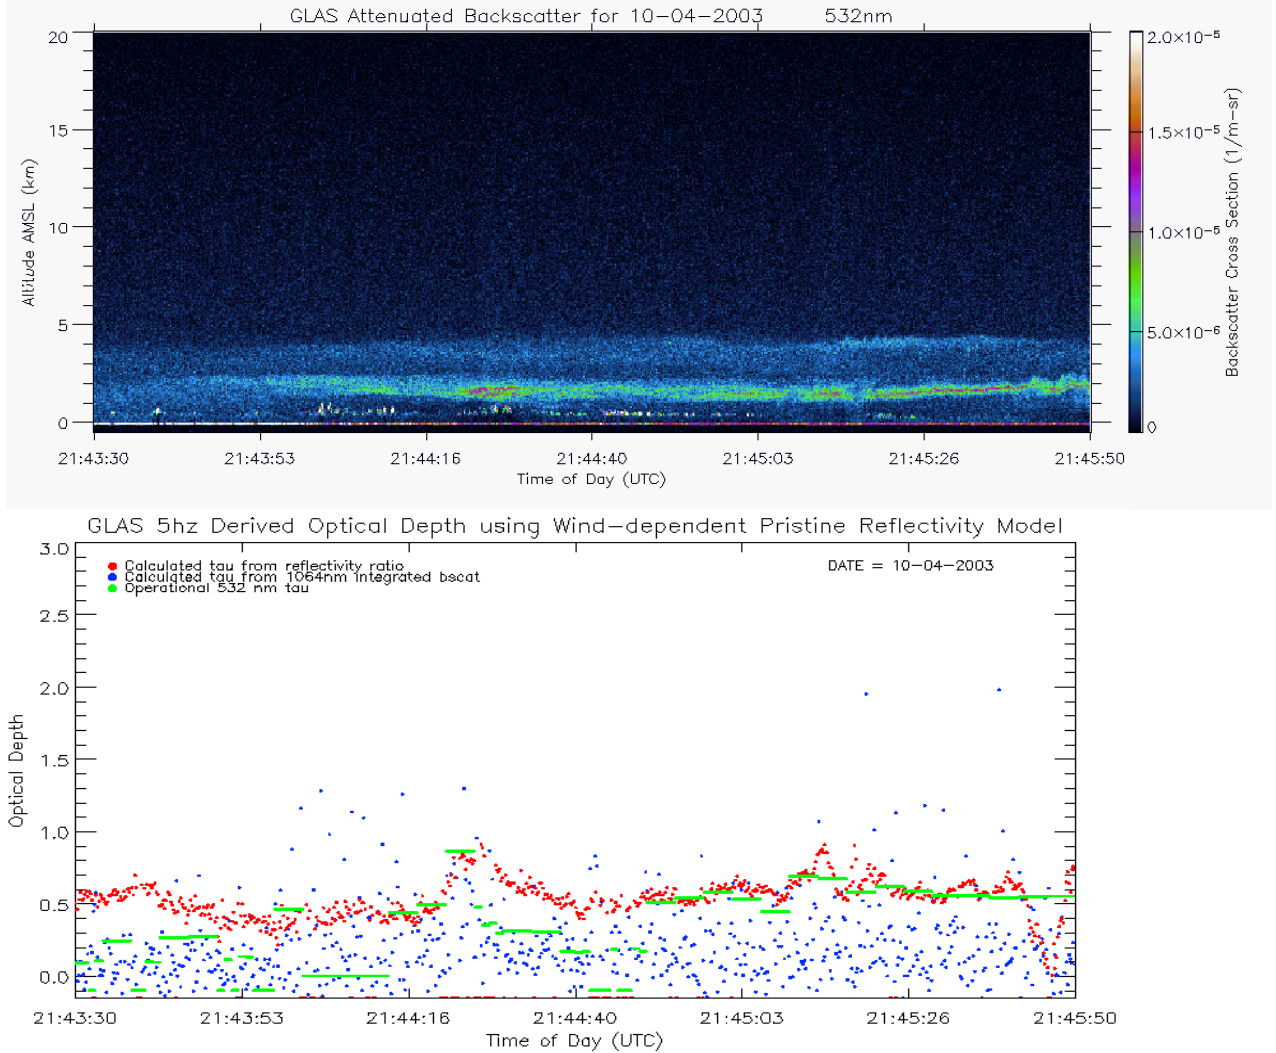 GLAS Attenuated Backscatter for 10-04-2003 532nm
20
15
10
5
0
Altitude AMSL (km)
21:43:30 21:43:53 21:44:16 21:44:40 21:45:03 21:45:26 21:45:50
Time of Day (UTC)
2.0×10-5
1.5×10-5
1.0×10-5
5.0×10-6
0
Backscatter Cross Section (1/m-sr)
GLAS 5hz Derived Optical Depth using Wind-dependent Pristine Reflectivity Model
Calculated tau from reflectivity ratio
Calculated tau from 1064nm integrated bscat
Operational 532 nm tau
DATE = 10-04-2003
3.0
2.5
2.0
1.5
1.0
0.5
0.0
Optical Depth
21:43:30 21:43:53 21:44:16 21:44:40 21:45:03 21:45:26 21:45:50
Time of Day (UTC)